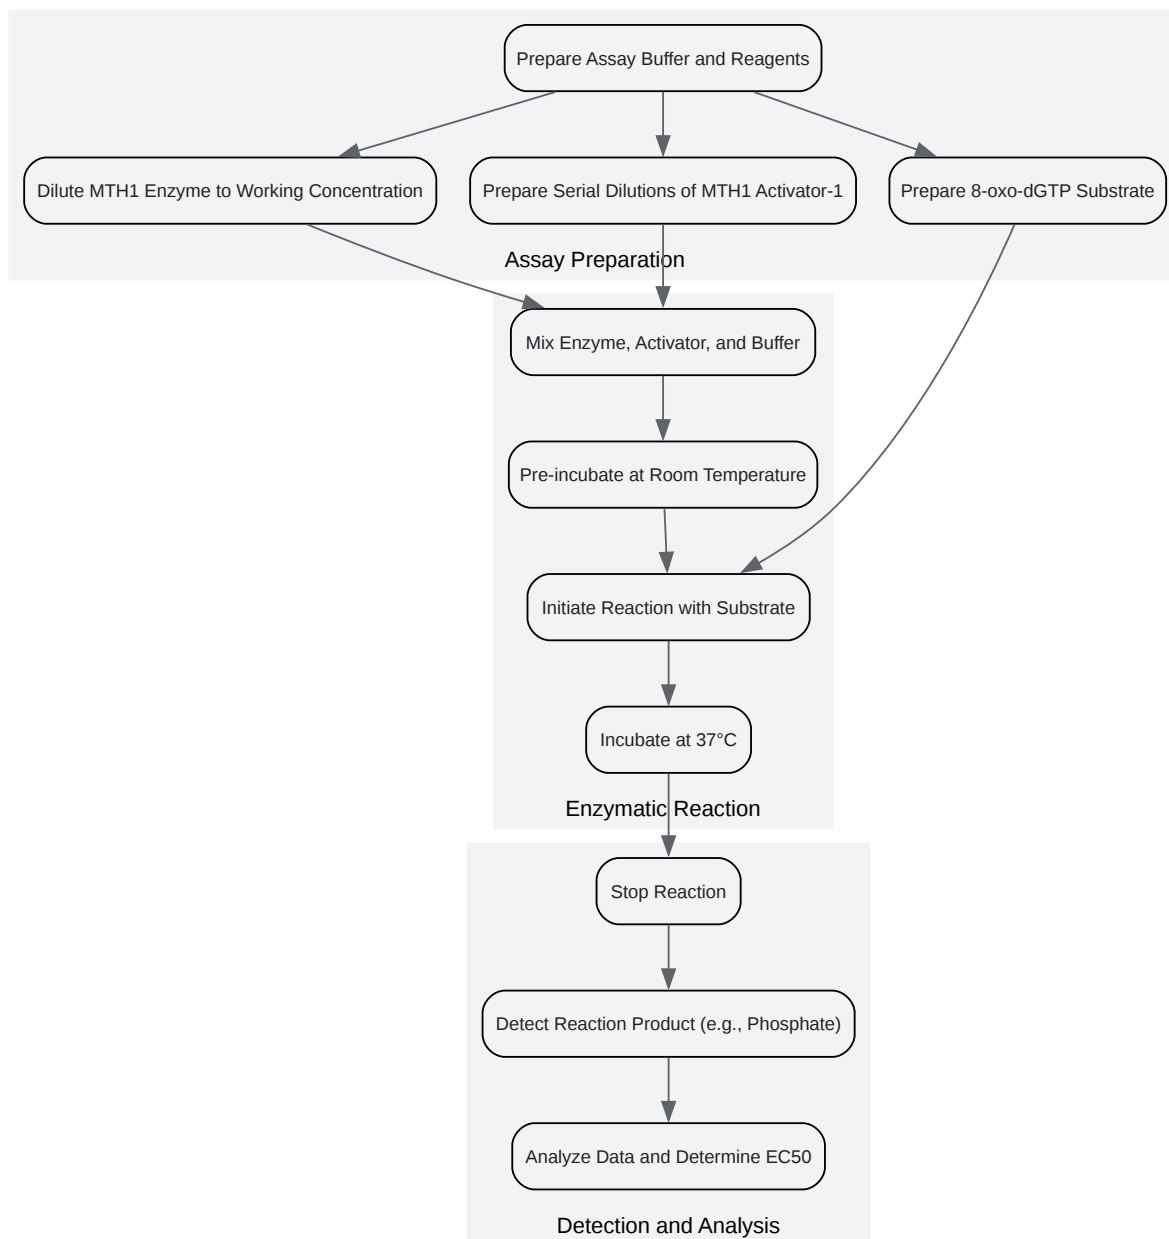 Prepare Assay Buffer and Reagents
Dilute MTH1 Enzyme to Working Concentration
Prepare Serial Dilutions of MTH1 Activator-1
Prepare 8-oxo-dGTP Substrate
Assay Preparation
Mix Enzyme, Activator, and Buffer
Pre-incubate at Room Temperature
Initiate Reaction with Substrate
Incubate at 37°C
Enzymatic Reaction
Stop Reaction
Detect Reaction Product (e.g., Phosphate)
Analyze Data and Determine EC50
Detection and Analysis